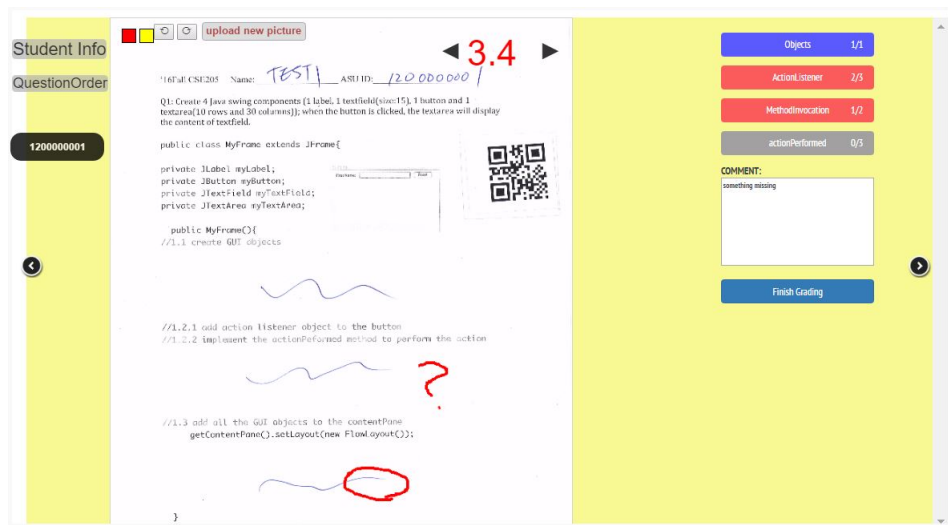 Student Info
QuestionOrder
1200000001
upload new picture
◀ 3.4 ▶
'16Fall CSE205 Name: TEST1 ASU ID: 1200000001
Q1: Create 4 Java swing components (1 label, 1 textfield(size:15), 1 button and 1
textarea(10 rows and 30 columns)); when the button is clicked, the textarea will display
the content of textfield.
public class MyFrame extends JFrame{
private JLabel myLabel;
private JButton myButton;
private JTextField myTextField;
private JTextArea myTextArea;
public MyFrame(){
//1.1 create GUI objects
//1.2.1 add action listener object to the button
//1.2.2 implement the actionPeformed method to perform the action
?
//1.3 add all the GUI objects to the contentPane
getContentPane().setLayout(new FlowLayout());
}
Objects 1/1
ActionListener 2/3
MethodInvocation 1/2
actionPerformed 0/3
COMMENT:
something missing
Finish Grading